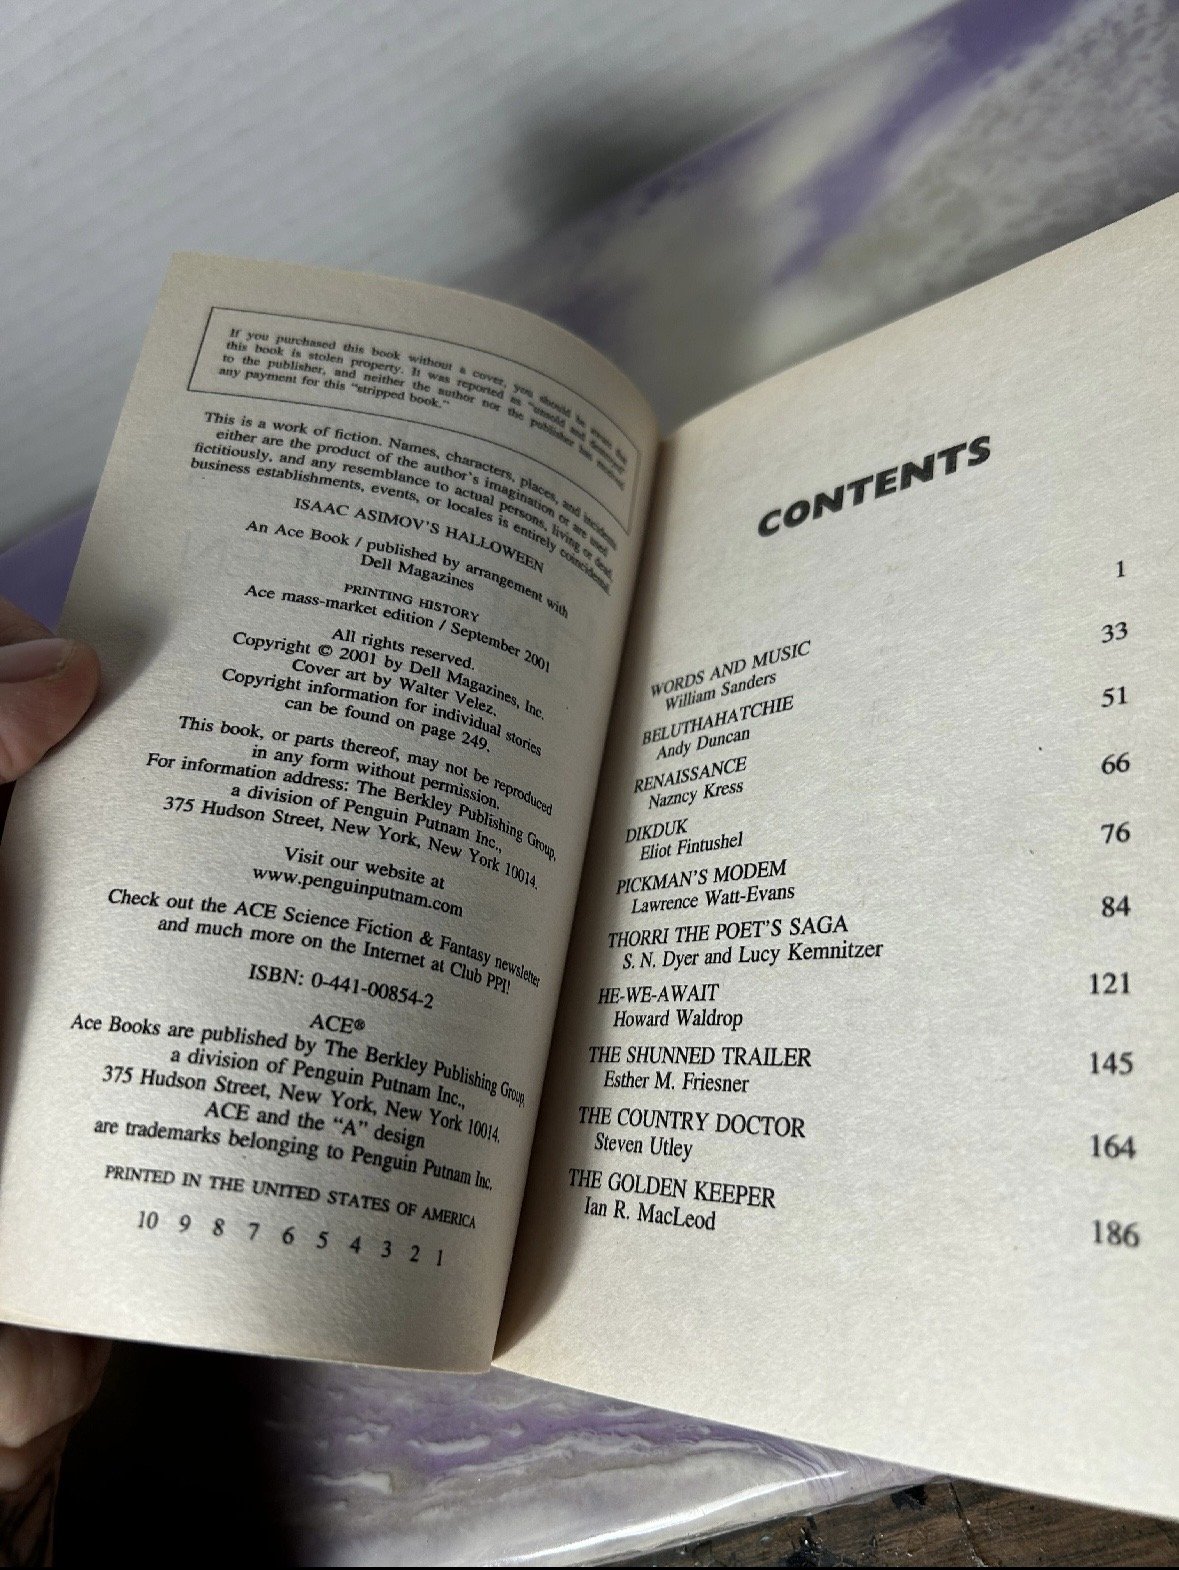 If you purchased this book without a cover, you should be aware that
this book is stolen property. It was reported as "unsold and destroyed"
to the publisher, and neither the author nor the publisher has received
any payment for this "stripped book."
This is a work of fiction. Names, characters, places, and incidents
either are the product of the author's imagination or are used
fictitiously, and any resemblance to actual persons, living or dead,
business establishments, events, or locales is entirely coincidental.
ISAAC ASIMOV'S HALLOWEEN
An Ace Book / published by arrangement with
Dell Magazines
PRINTING HISTORY
Ace mass-market edition / September 2001
All rights reserved.
Copyright © 2001 by Dell Magazines, Inc.
Cover art by Walter Velez.
Copyright information for individual stories
can be found on page 249.
This book, or parts thereof, may not be reproduced
in any form without permission.
For information address: The Berkley Publishing Group,
a division of Penguin Putnam Inc.,
375 Hudson Street, New York, New York 10014.
Visit our website at
www.penguinputnam.com
Check out the ACE Science Fiction & Fantasy newsletter
and much more on the Internet at Club PPI!
ISBN: 0-441-00854-2
ACE®
Ace Books are published by The Berkley Publishing Group,
a division of Penguin Putnam Inc.,
375 Hudson Street, New York, New York 10014.
ACE and the "A" design
are trademarks belonging to Penguin Putnam Inc.
PRINTED IN THE UNITED STATES OF AMERICA
10 9 8 7 6 5 4 3 2 1
CONTENTS
WORDS AND MUSIC 1
William Sanders
BELUTHAHATCHIE 33
Andy Duncan
RENAISSANCE 51
Nazncy Kress
DIKDUK 66
Eliot Fintushel
PICKMAN'S MODEM 76
Lawrence Watt-Evans
THORRI THE POET'S SAGA 84
S. N. Dyer and Lucy Kemnitzer
HE-WE-AWAIT 121
Howard Waldrop
THE SHUNNED TRAILER 145
Esther M. Friesner
THE COUNTRY DOCTOR 164
Steven Utley
THE GOLDEN KEEPER 186
Ian R. MacLeod